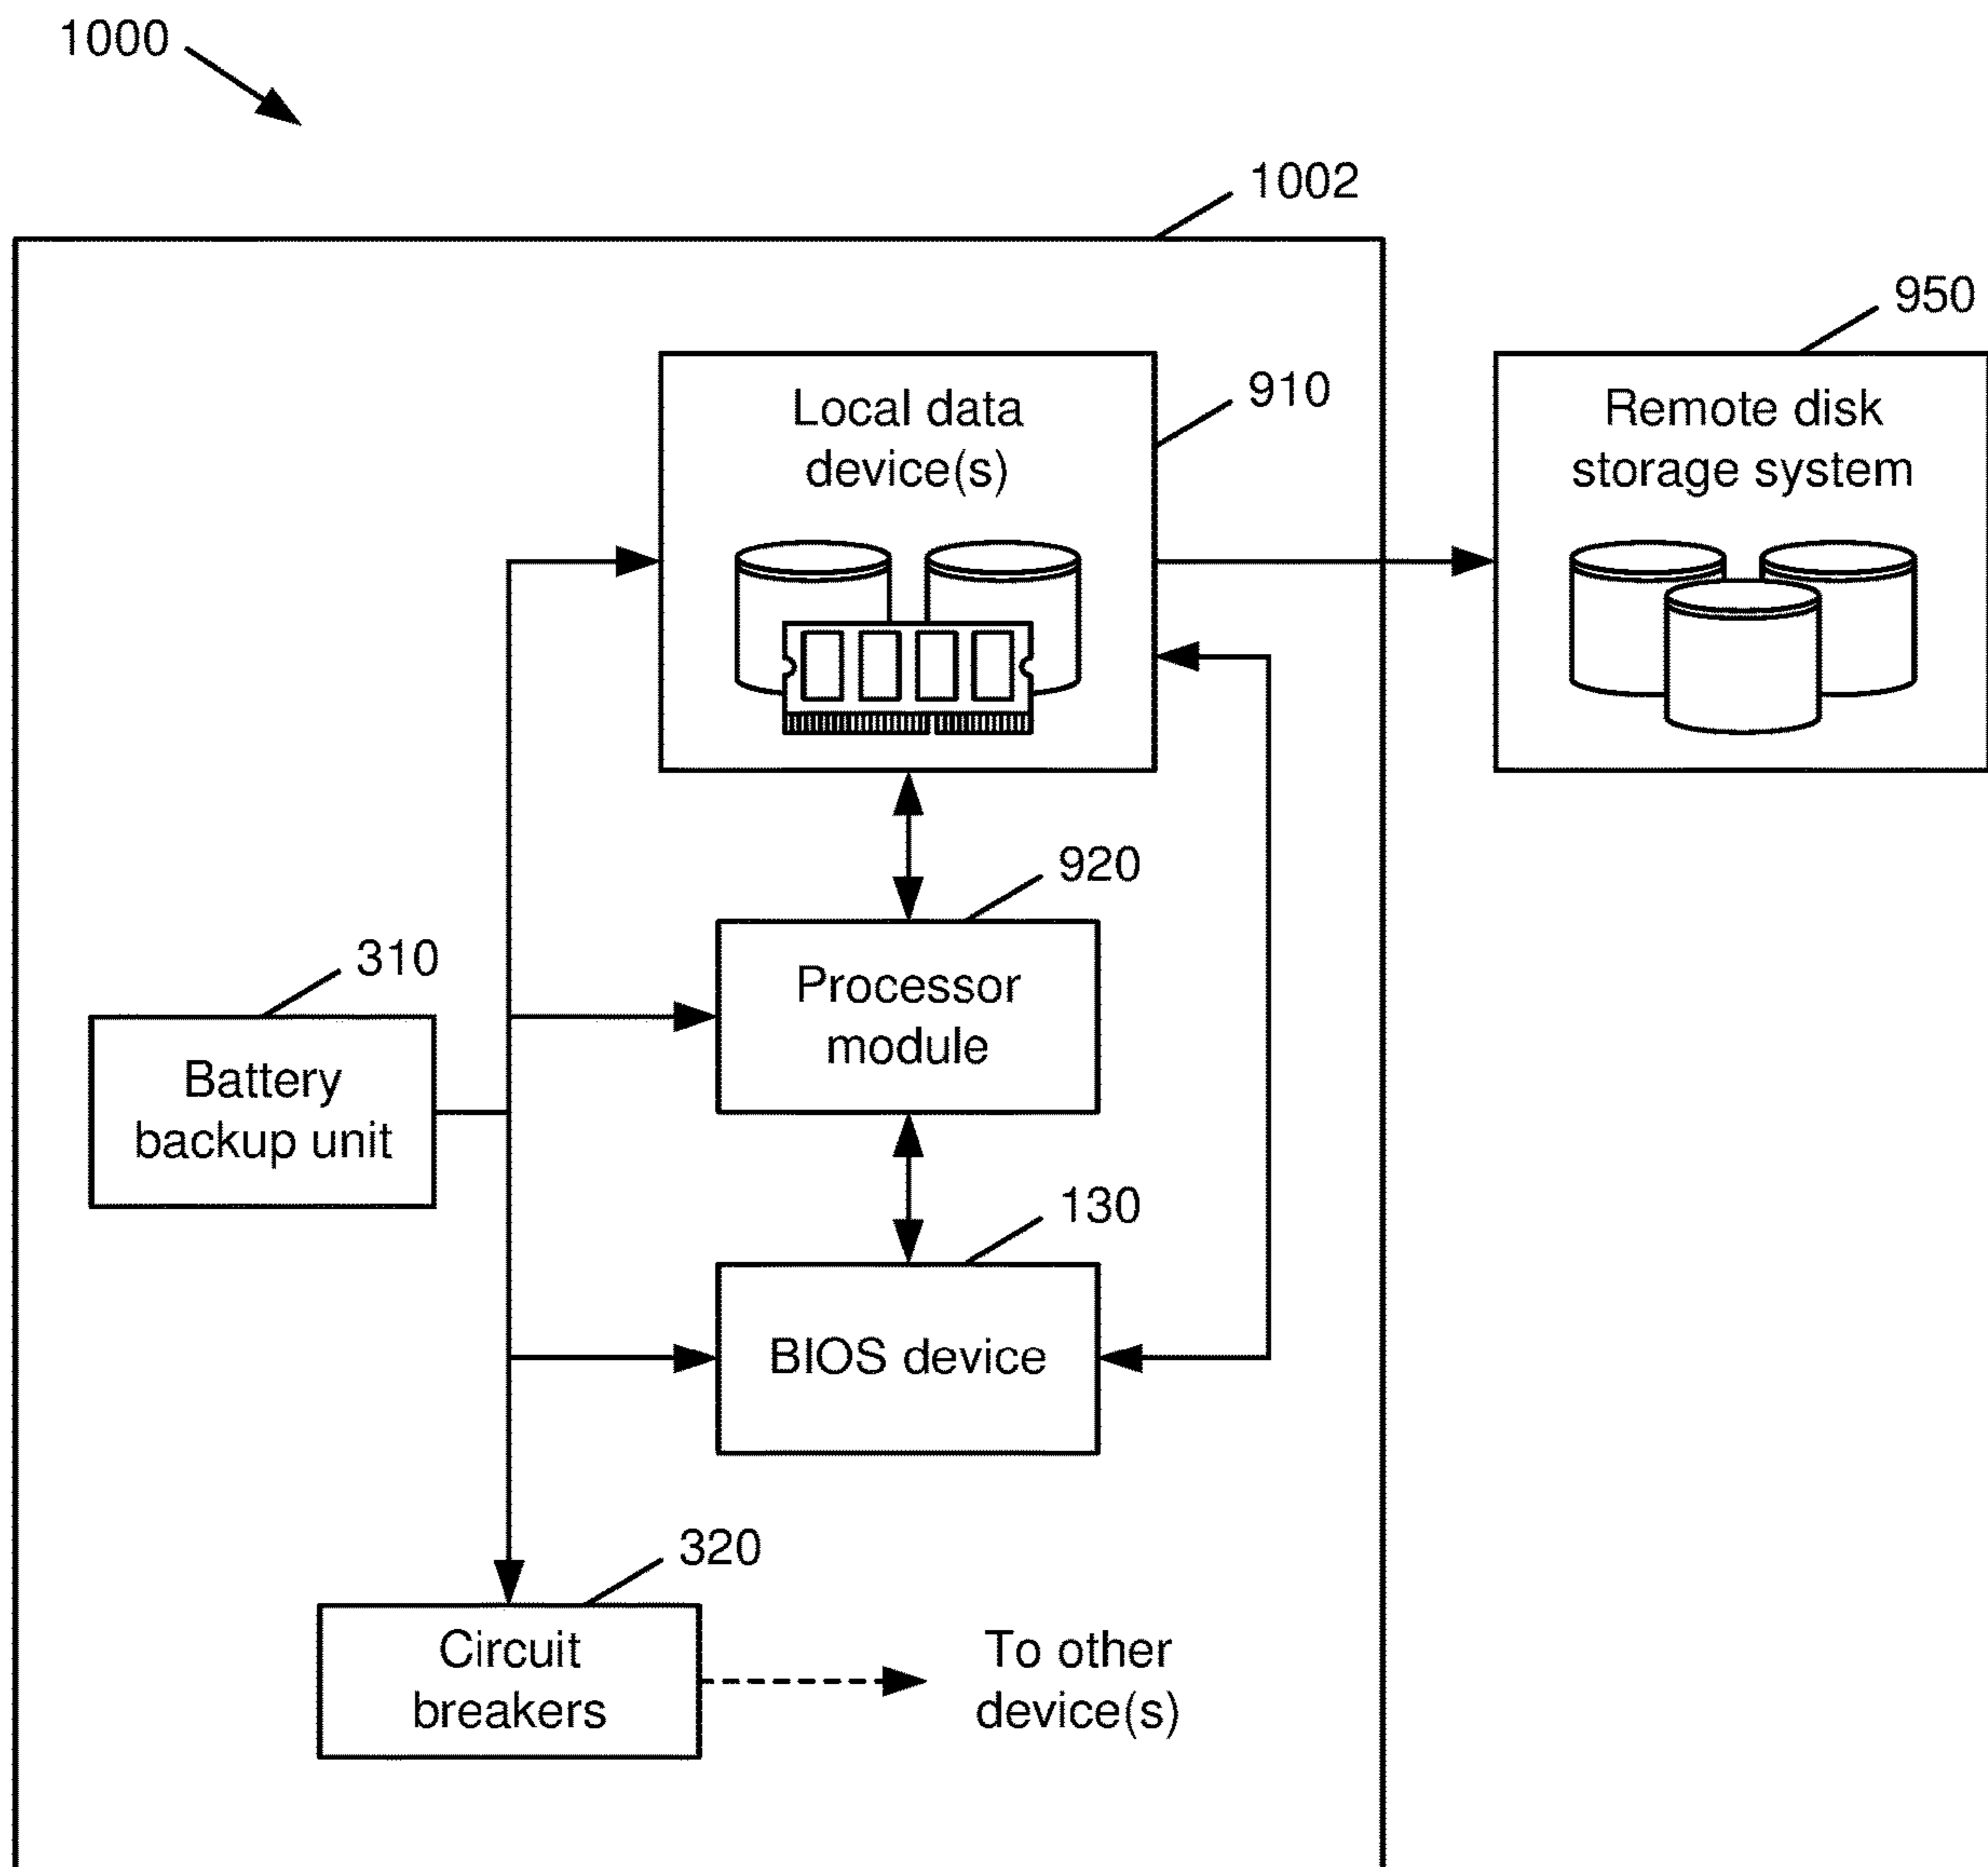 1000
1002
950
Local data
device(s)
910
Remote disk
storage system
920
Processor
module
310
Battery
backup unit
130
BIOS device
320
Circuit
breakers
To other
device(s)